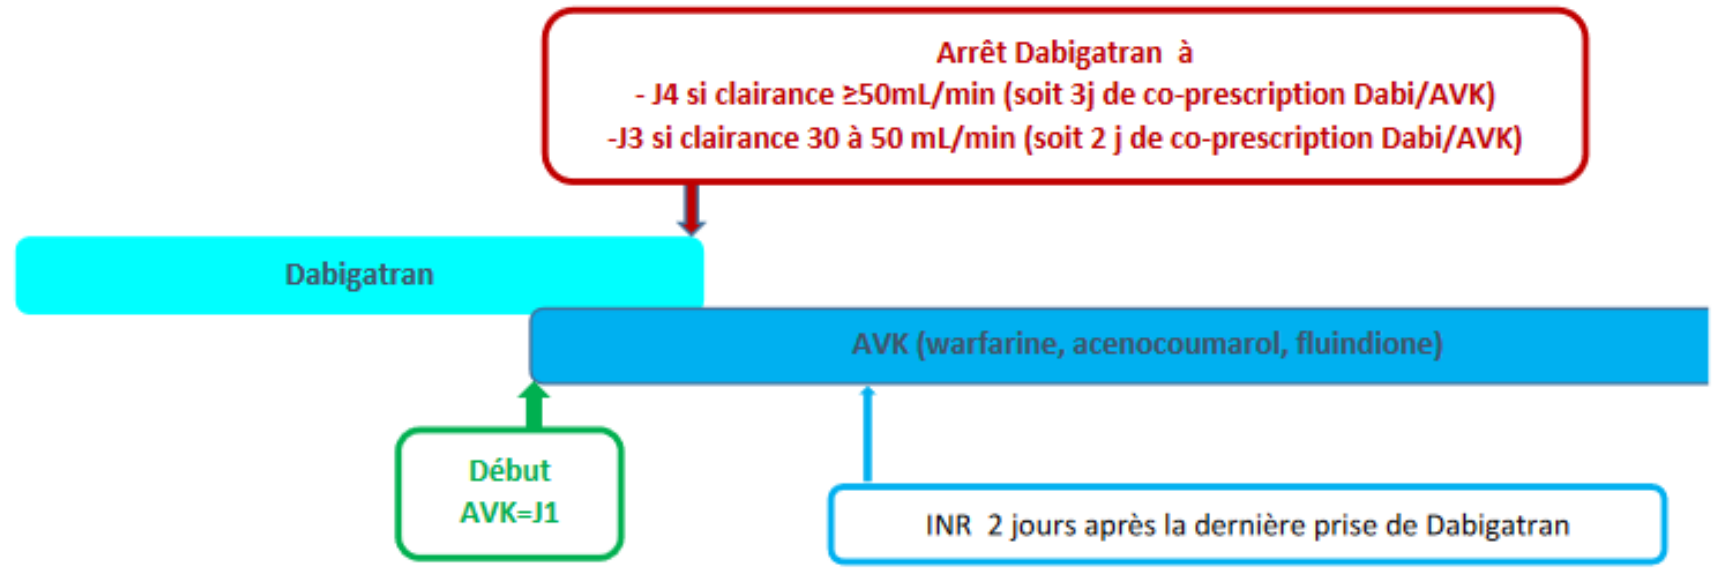 Arrêt Dabigatran à
- J4 si clairance ≥50mL/min (soit 3j de co-prescription Dabi/AVK)
-J3 si clairance 30 à 50 mL/min (soit 2 j de co-prescription Dabi/AVK)
Dabigatran
AVK (warfarine, acenocoumarol, fluindione)
Début
AVK=J1
INR 2 jours après la dernière prise de Dabigatran